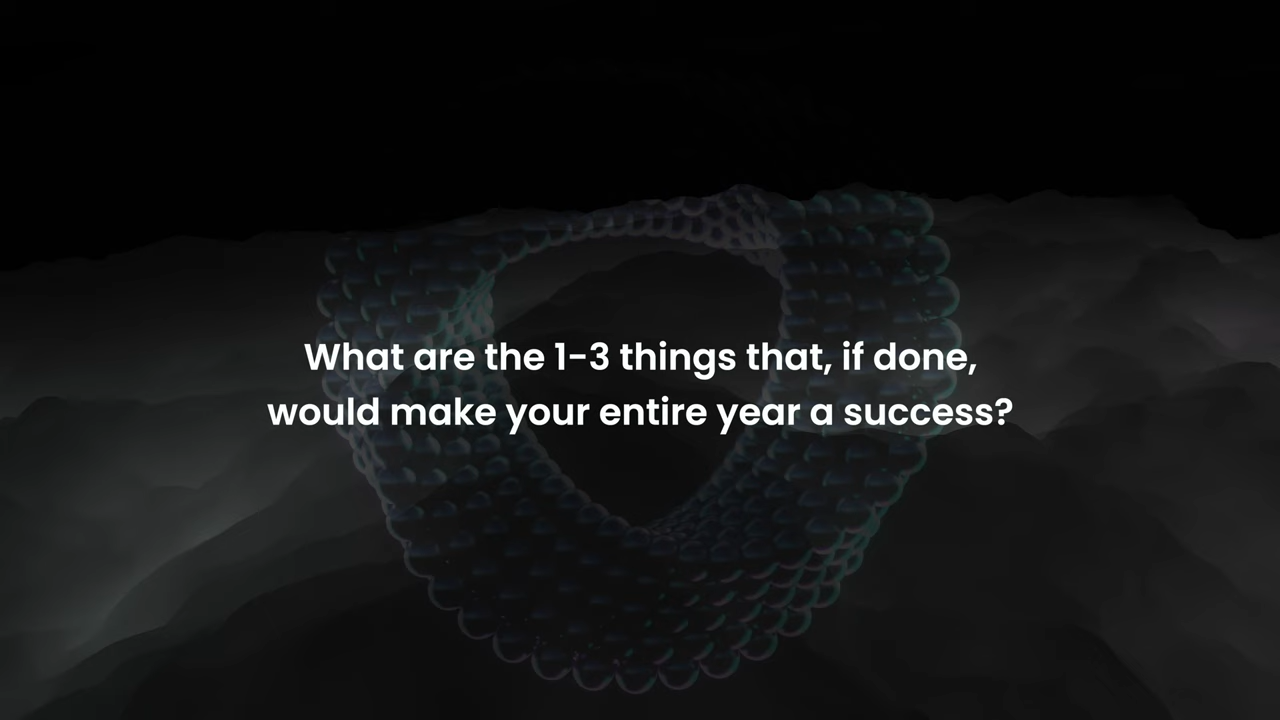 What are the 1-3 things that, if done,
would make your entire year a success?